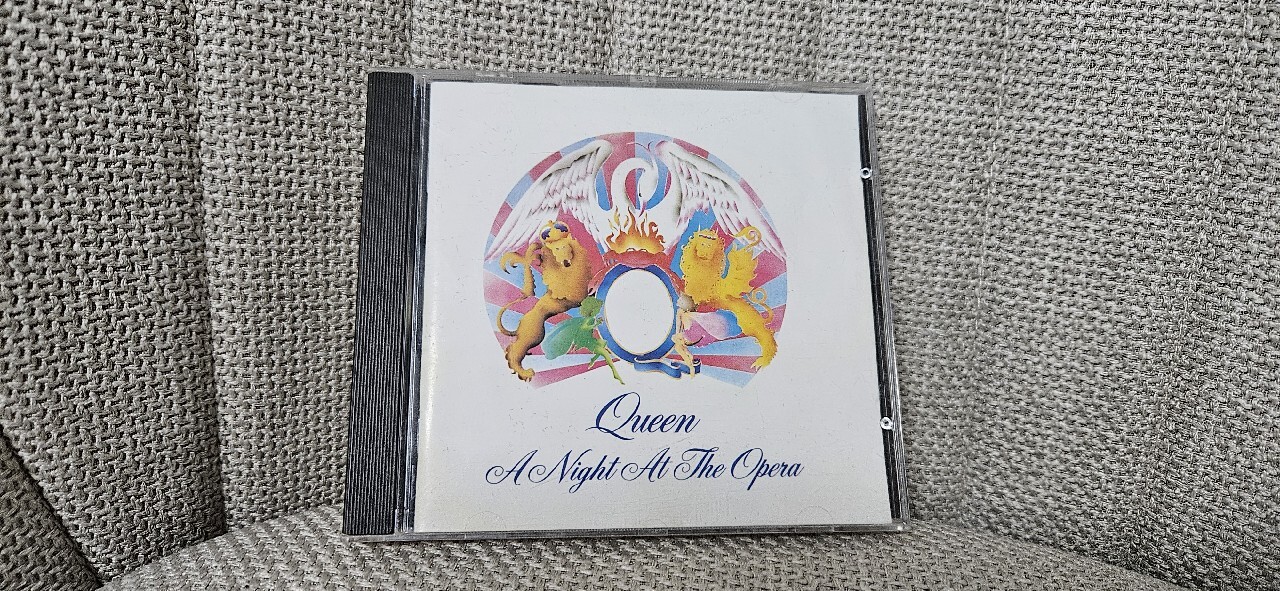 Queen
A Night At The Opera